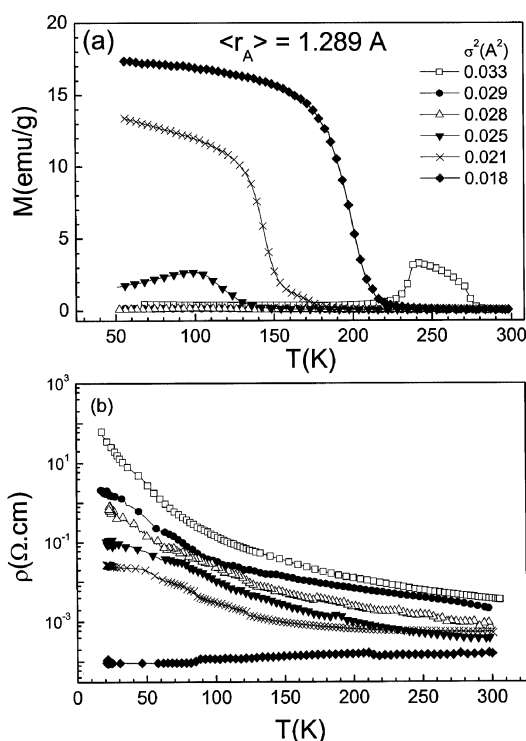 (a)
<r_A> = 1.289 A
σ²(A²)
0.033
0.029
0.028
0.025
0.021
0.018
M(emu/g)
20
15
10
5
0
50 100 150 200 250 300
T(K)
(b)
ρ(Ω.cm)
10³
10¹
10⁻¹
10⁻³
0 50 100 150 200 250 300
T(K)